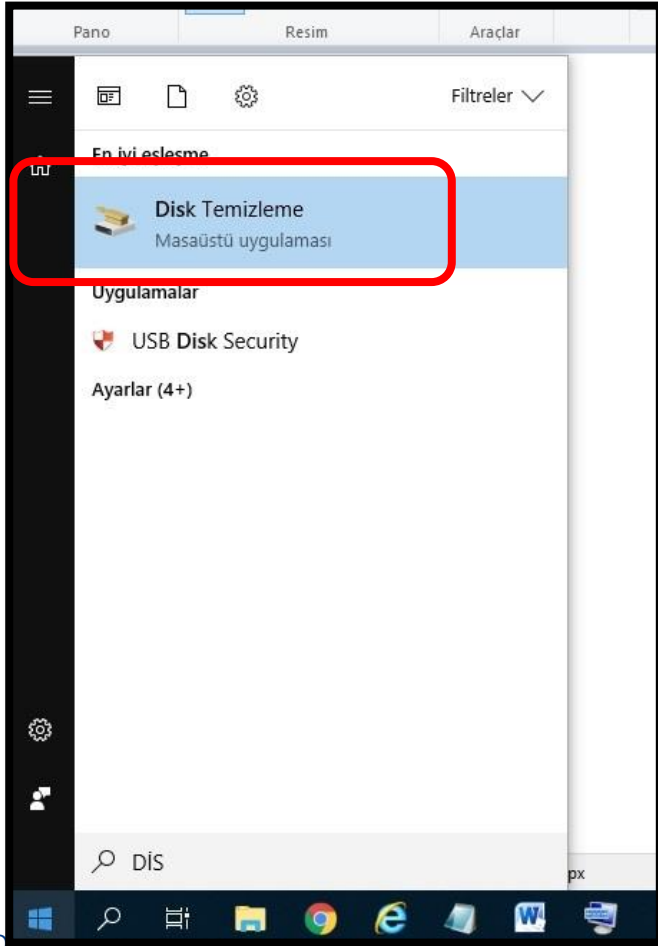 Pano Resim Araçlar
Filtreler
En iyi eşleşme
Disk Temizleme
Masaüstü uygulaması
Uygulamalar
USB Disk Security
Ayarlar (4+)
DİS
px